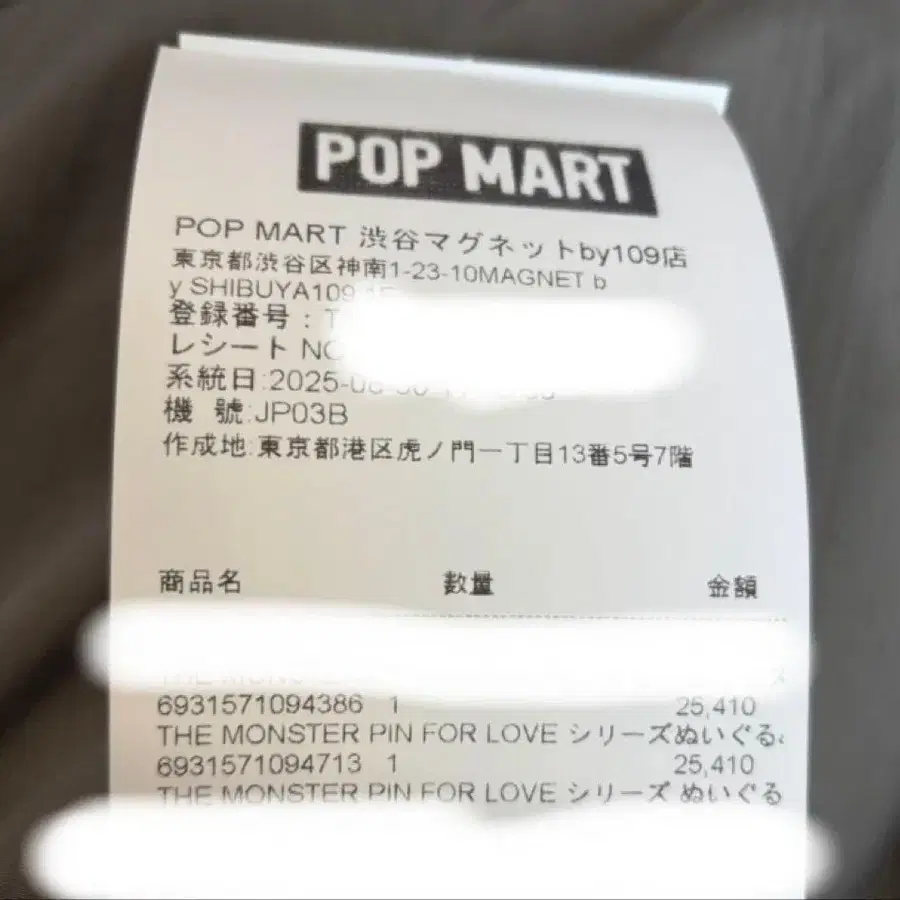 POP MART
POP MART 渋谷マグネットby109店
東京都渋谷区神南1-23-10MAGNET b
y SHIBUYA109
登録番号：T
レシート NO
系統日:2025-
機 號:JP03B
作成地:東京都港区虎ノ門一丁目13番5号7階
商品名 数量 金額
6931571094386 1 25,410
THE MONSTER PIN FOR LOVE シリーズぬいぐる
6931571094713 1 25,410
THE MONSTER PIN FOR LOVE シリーズ ぬいぐる